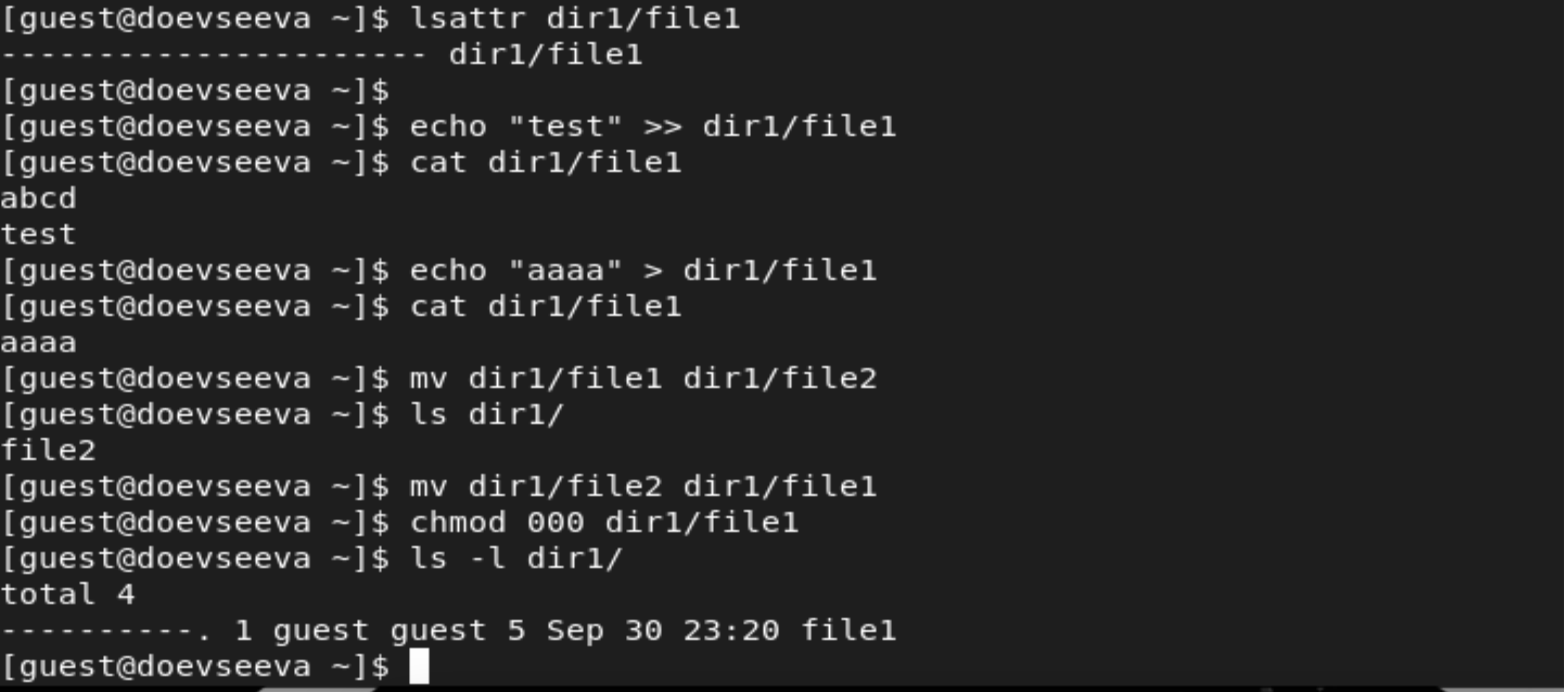 [guest@doevseeva ~]$ lsattr dir1/file1
---------------------- dir1/file1
[guest@doevseeva ~]$
[guest@doevseeva ~]$ echo "test" >> dir1/file1
[guest@doevseeva ~]$ cat dir1/file1
abcd
test
[guest@doevseeva ~]$ echo "aaaa" > dir1/file1
[guest@doevseeva ~]$ cat dir1/file1
aaaa
[guest@doevseeva ~]$ mv dir1/file1 dir1/file2
[guest@doevseeva ~]$ ls dir1/
file2
[guest@doevseeva ~]$ mv dir1/file2 dir1/file1
[guest@doevseeva ~]$ chmod 000 dir1/file1
[guest@doevseeva ~]$ ls -l dir1/
total 4
----------. 1 guest guest 5 Sep 30 23:20 file1
[guest@doevseeva ~]$